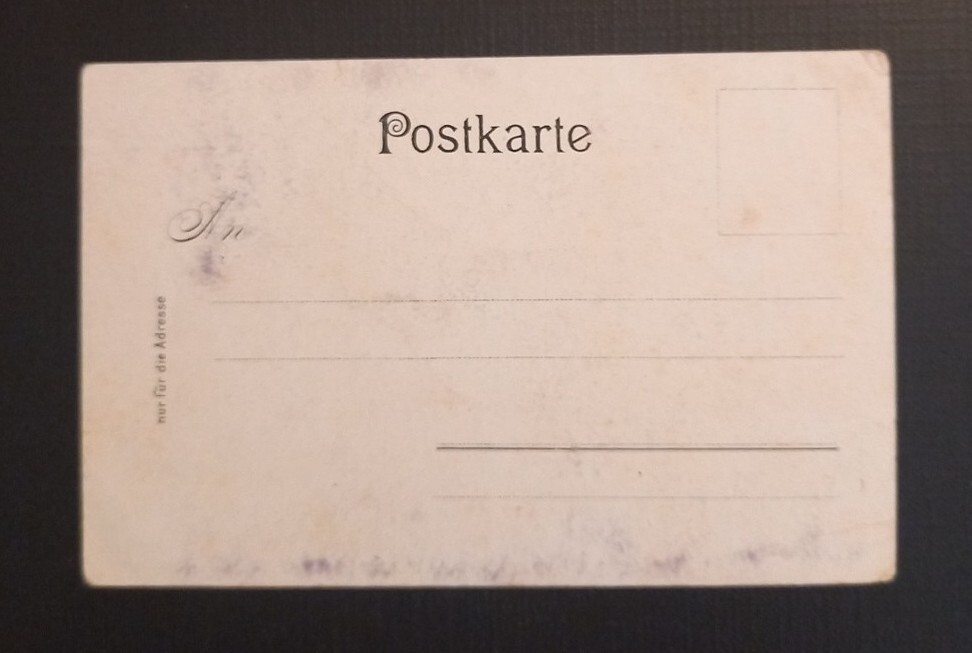 Postkarte
An
nur für die Adresse